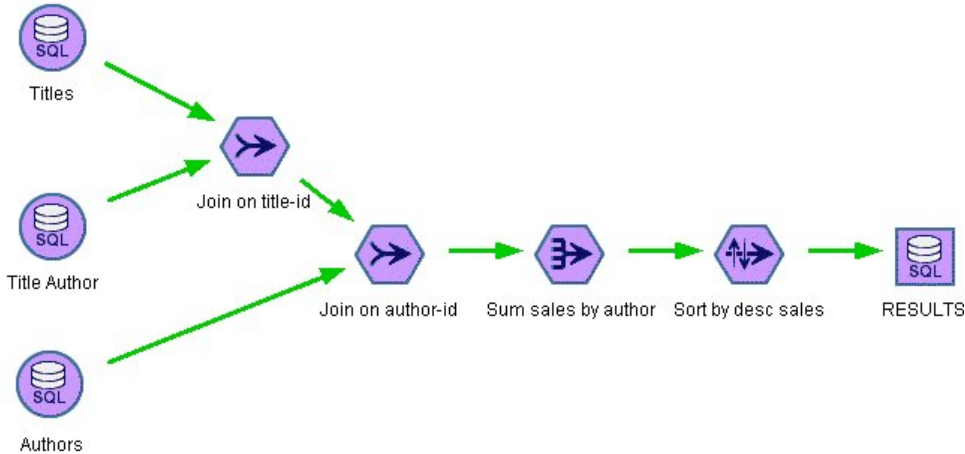 SQL
Titles
Join on title-id
SQL
Title Author
Join on author-id
Sum sales by author
Sort by desc sales
SQL
RESULTS
SQL
Authors